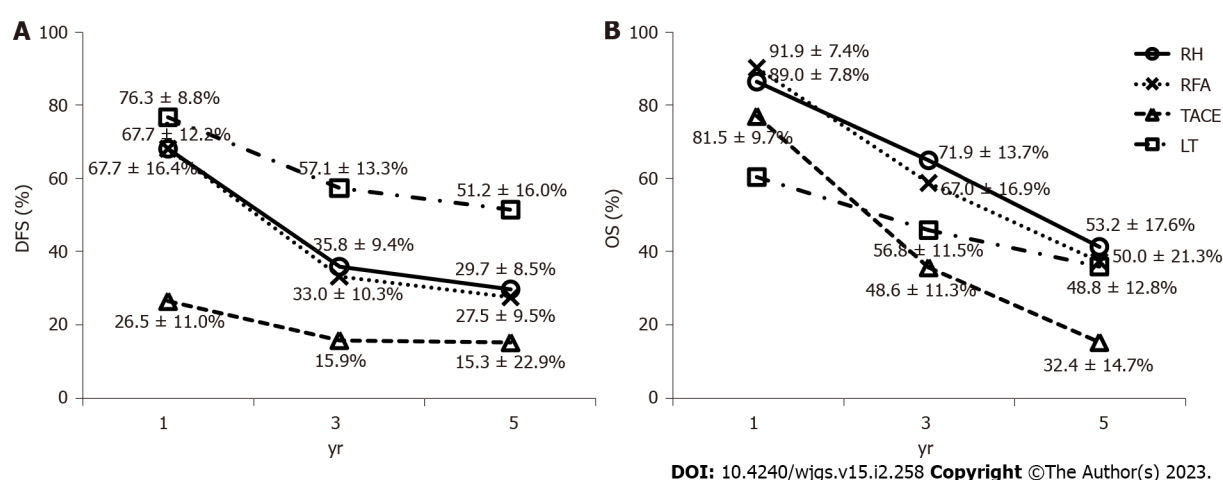 A
DFS (%)
100
80
60
40
20
0
76.3 ± 8.8%
67.7 ± 12.2%
67.7 ± 16.4%
57.1 ± 13.3%
51.2 ± 16.0%
35.8 ± 9.4%
29.7 ± 8.5%
33.0 ± 10.3%
27.5 ± 9.5%
26.5 ± 11.0%
15.9%
15.3 ± 22.9%
1 3 5
yr
B
OS (%)
100
80
60
40
20
0
91.9 ± 7.4%
89.0 ± 7.8%
81.5 ± 9.7%
71.9 ± 13.7%
67.0 ± 16.9%
53.2 ± 17.6%
56.8 ± 11.5%
50.0 ± 21.3%
48.6 ± 11.3%
48.8 ± 12.8%
32.4 ± 14.7%
1 3 5
yr
RH
RFA
TACE
LT
DOI: 10.4240/wjgs.v15.i2.258 Copyright ©The Author(s) 2023.